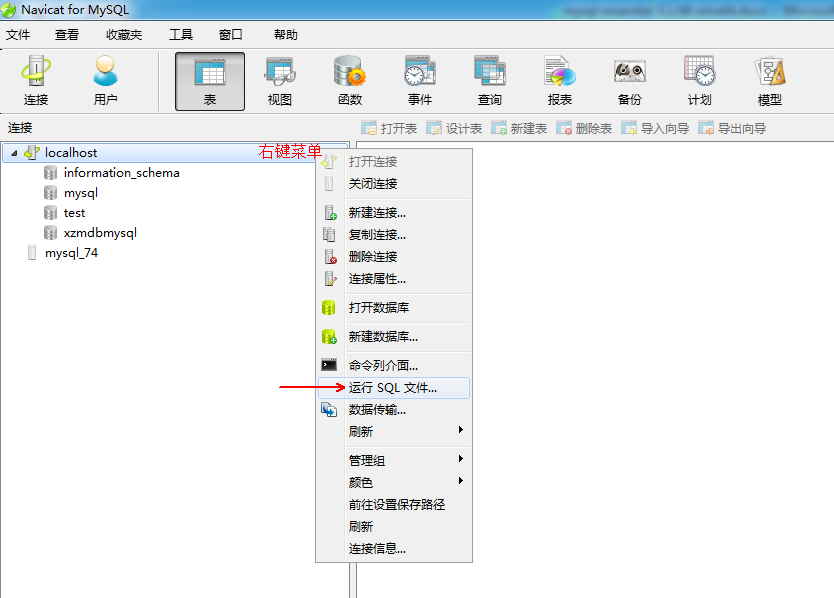 Navicat for MySQL
文件 查看 收藏夹 工具 窗口 帮助
连接 用户 表 视图 函数 事件 查询 报表 备份 计划 模型
连接 打开表 设计表 新建表 删除表 导入向导 导出向导
localhost
右键菜单
information_schema
mysql
test
xzmdbmysql
mysql_74
打开连接
关闭连接
新建连接...
复制连接...
删除连接
连接属性...
打开数据库
新建数据库...
命令列介面...
运行 SQL 文件...
数据传输...
刷新
管理组
颜色
前往设置保存路径
刷新
连接信息...